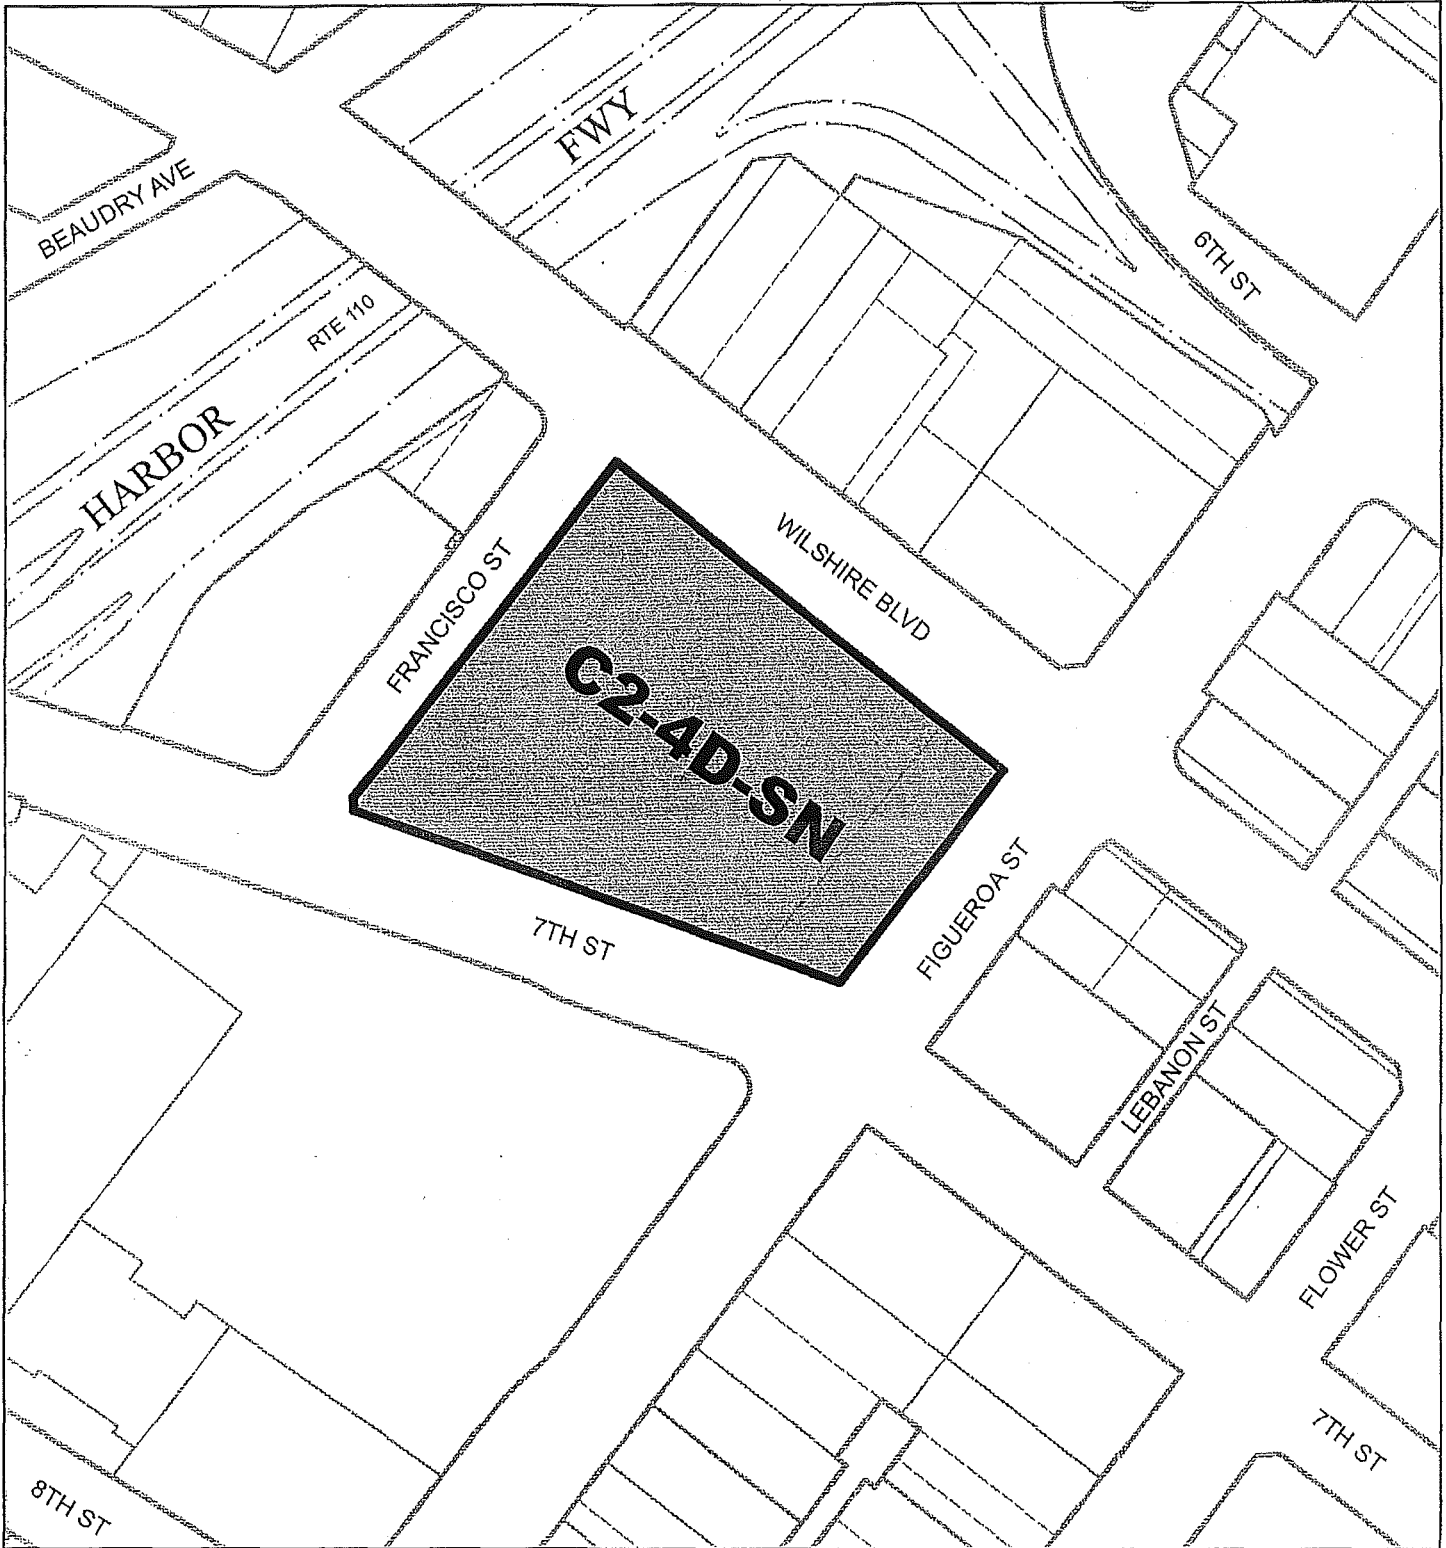 FWY
BEAUDRY AVE
6TH ST
RTE 110
HARBOR
WILSHIRE BLVD
FRANCISCO ST
C2-4D-SN
FIGUEROA ST
7TH ST
LEBANON ST
FLOWER ST
7TH ST
8TH ST